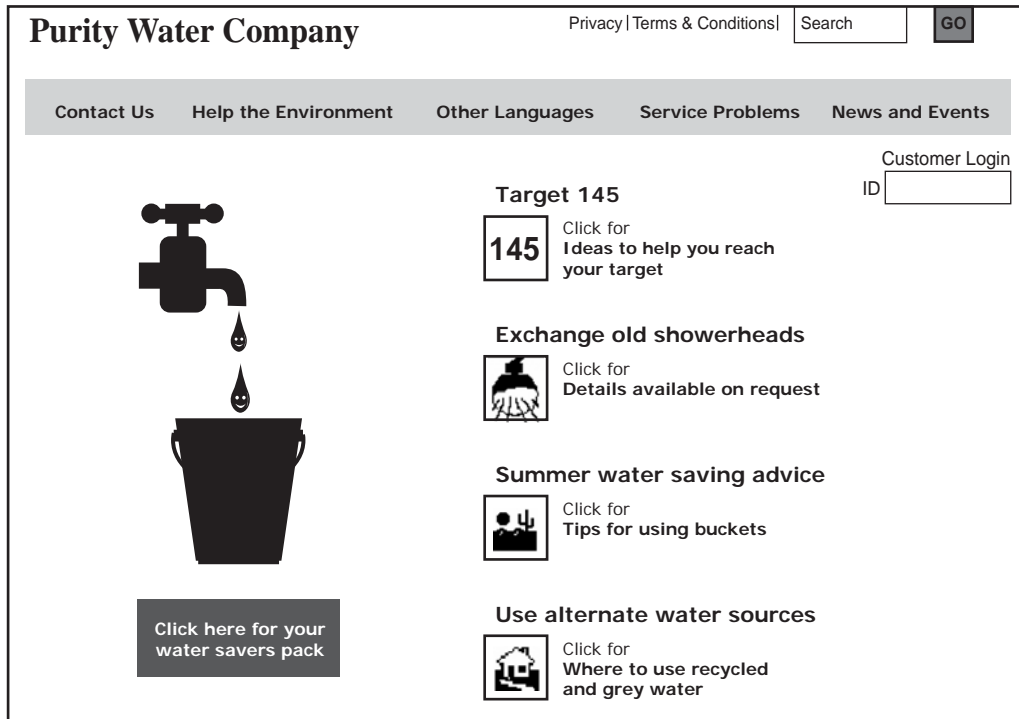 Purity Water Company
Privacy | Terms & Conditions|
Search
GO
Contact Us Help the Environment Other Languages Service Problems News and Events
Customer Login
ID
Target 145
145
Click for
Ideas to help you reach
your target
Exchange old showerheads
Click for
Details available on request
Summer water saving advice
Click for
Tips for using buckets
Click here for your
water savers pack
Use alternate water sources
Click for
Where to use recycled
and grey water